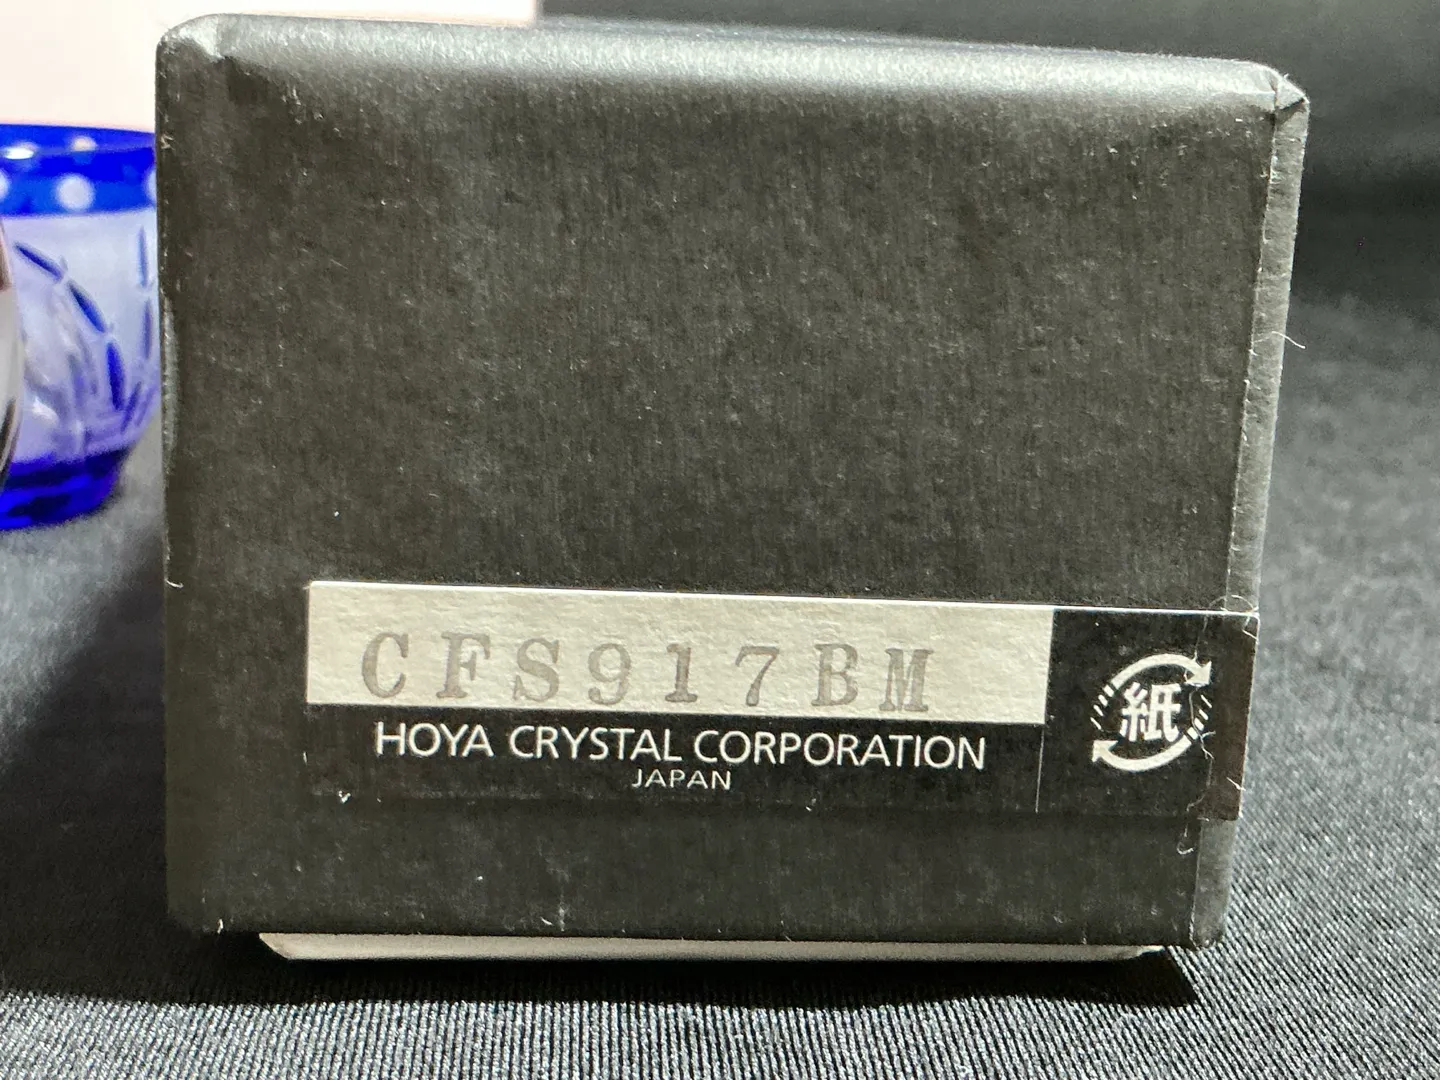 CFS917BM
HOYA CRYSTAL CORPORATION
JAPAN
紙